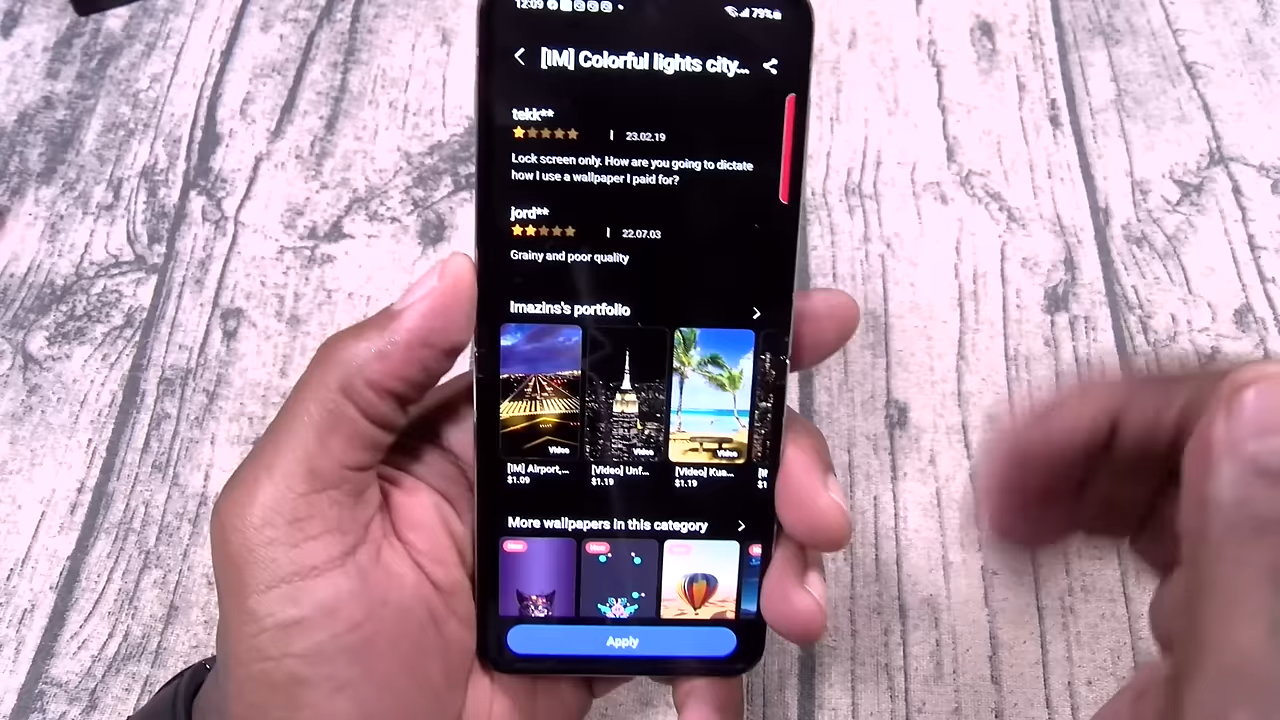 12:09
79%
[IM] Colorful lights city...
tekk**
| 23.02.19
Lock screen only. How are you going to dictate
how I use a wallpaper I paid for?
jord**
| 22.07.03
Grainy and poor quality
Imazins's portfolio
Video
Video
Video
[IM] Airport,...
[Video] Unf...
[Video] Kua...
$1.09
$1.19
$1.19
More wallpapers in this category
New
New
New
Apply